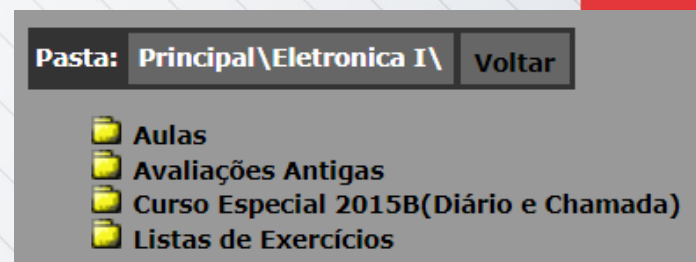 Pasta: Principal\Eletronica I\ Voltar
Aulas
Avaliações Antigas
Curso Especial 2015B(Diário e Chamada)
Listas de Exercícios